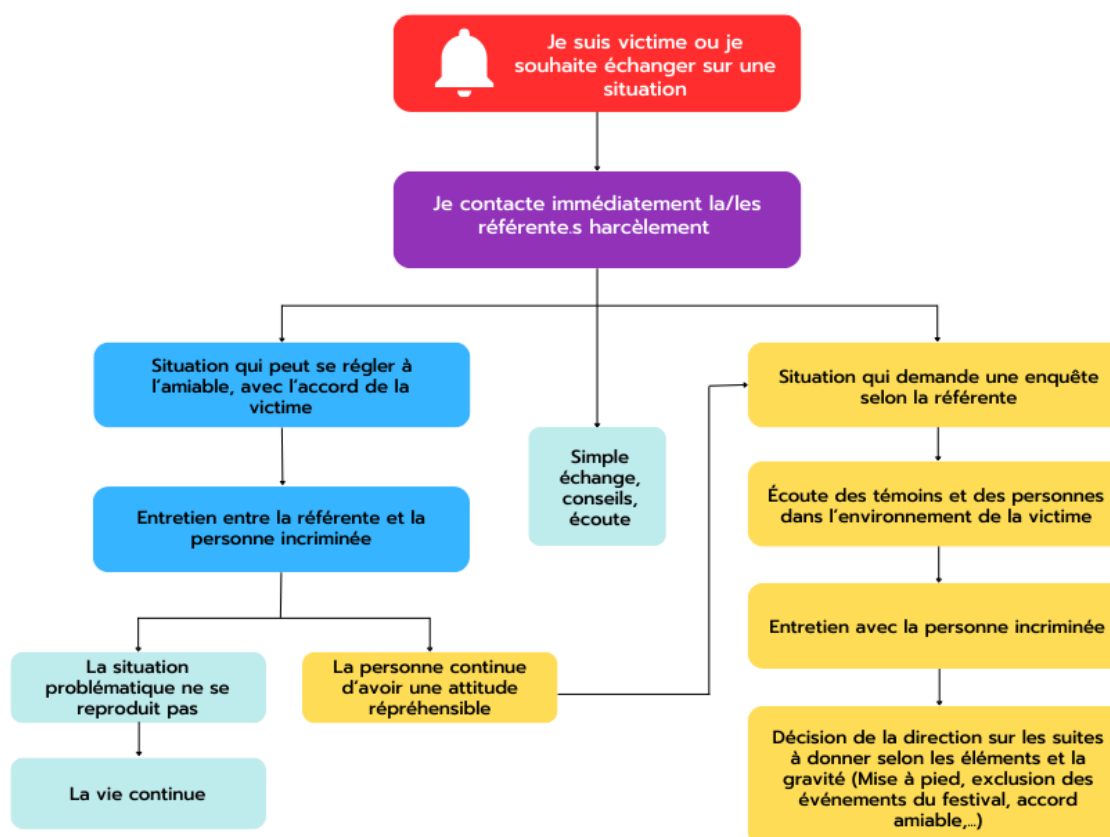 Je suis victime ou je
souhaite échanger sur une
situation
Je contacte immédiatement la/les
référente.s harcèlement
Situation qui peut se régler à
l'amiable, avec l'accord de la
victime
Situation qui demande une enquête
selon la référente
Simple
échange,
conseils,
écoute
Entretien entre la référente et la
personne incriminée
Écoute des témoins et des personnes
dans l'environnement de la victime
Entretien avec la personne incriminée
La situation
problématique ne se
reproduit pas
La personne continue
d'avoir une attitude
répréhensible
La vie continue
Décision de la direction sur les suites
à donner selon les éléments et la
gravité (Mise à pied, exclusion des
événements du festival, accord
amiable,...)